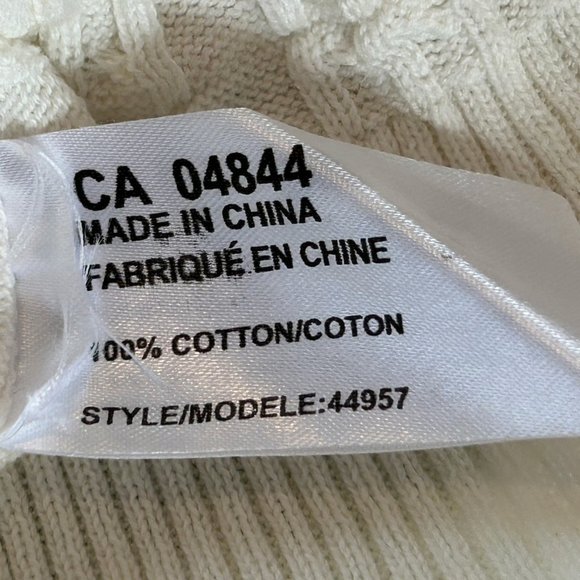 CA 04844
MADE IN CHINA
FABRIQUÉ EN CHINE
100% COTTON/COTON
STYLE/MODELE:44957